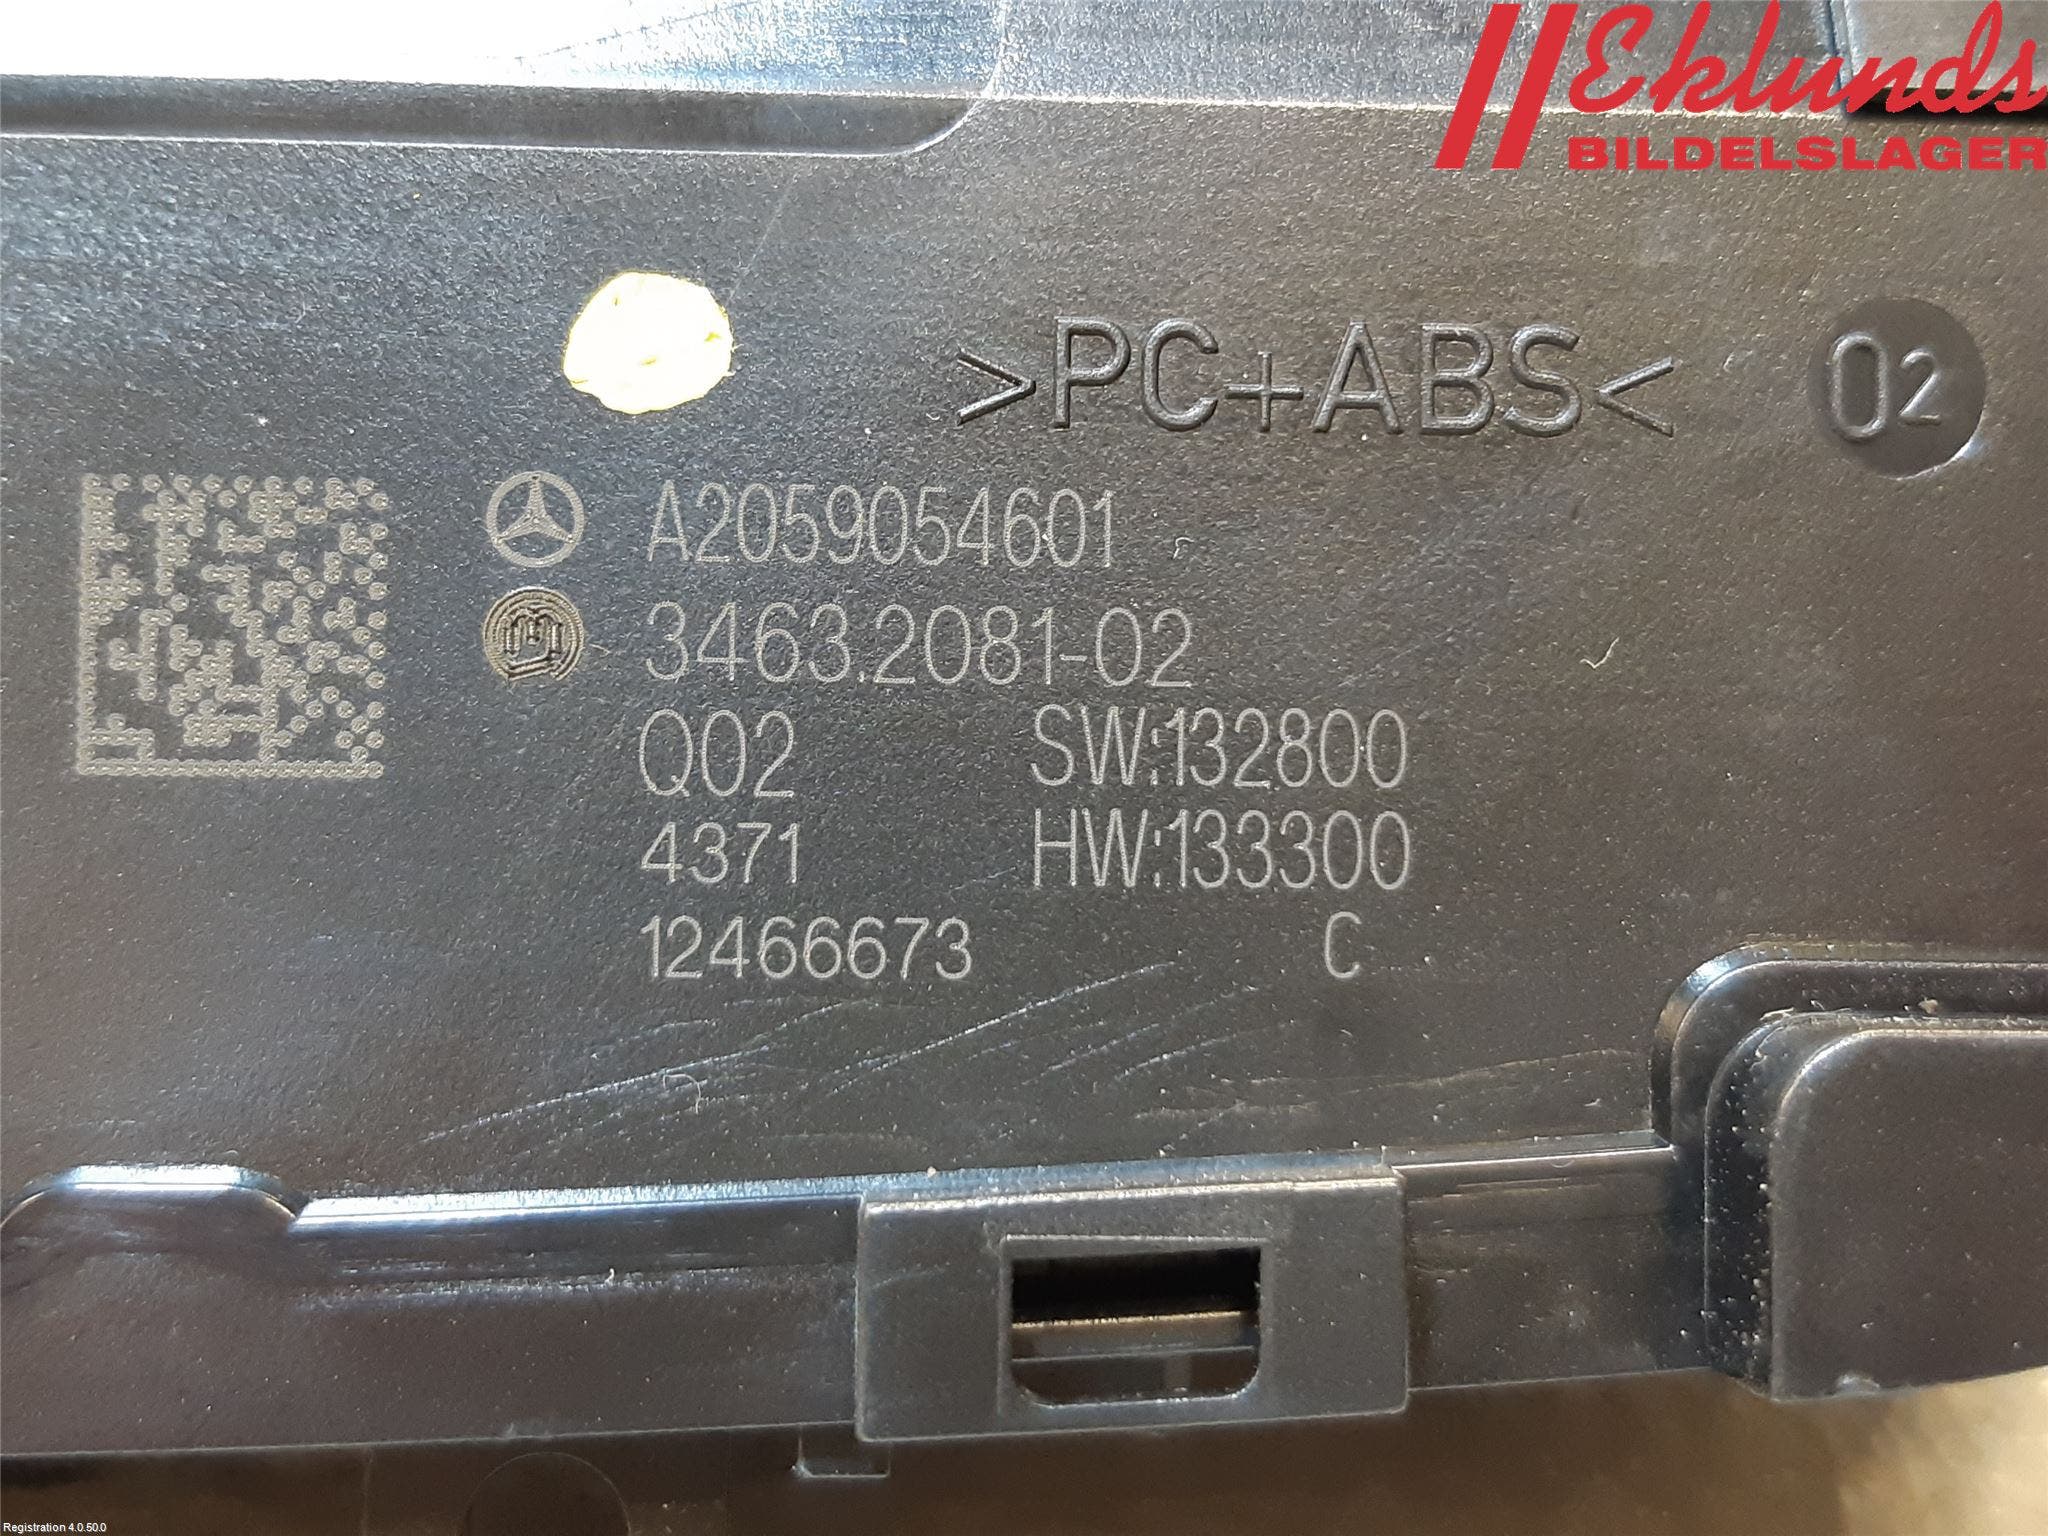 Eklunds
BILDELSLAGER
>PC+ABS<
02
A2059054601
3463.2081-02
Q02 SW:132800
4371 HW:133300
12466673 C
Registration 4.0.50.0